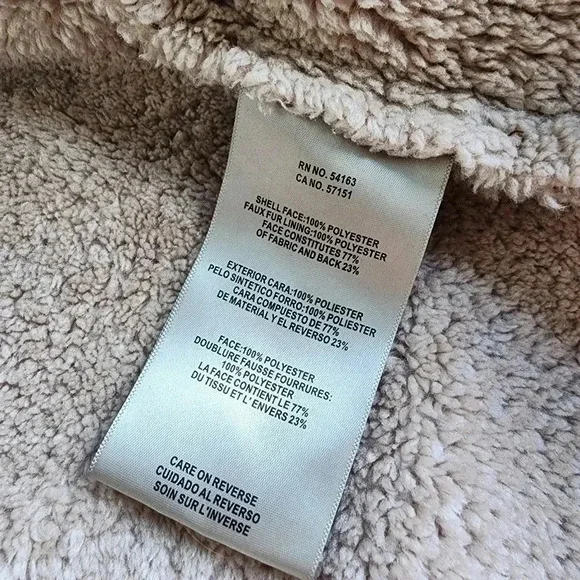 RN NO. 54163
CA NO. 57151
SHELL FACE:100% POLYESTER
FAUX FUR LINING:100% POLYESTER
FACE CONSTITUTES 77%
OF FABRIC AND BACK 23%
EXTERIOR CARA:100% POLIESTER
PELO SINTETICO FORRO:100% POLIESTER
CARA COMPUESTO DE 77%
DE MATERIAL Y EL REVERSO 23%
FACE:100% POLYESTER
DOUBLURE FAUSSE FOURRURES:
100% POLYESTER
LA FACE CONTIENT LE 77%
DU TISSU ET L' ENVERS 23%
CARE ON REVERSE
CUIDADO AL REVERSO
SOIN SUR L'INVERSE